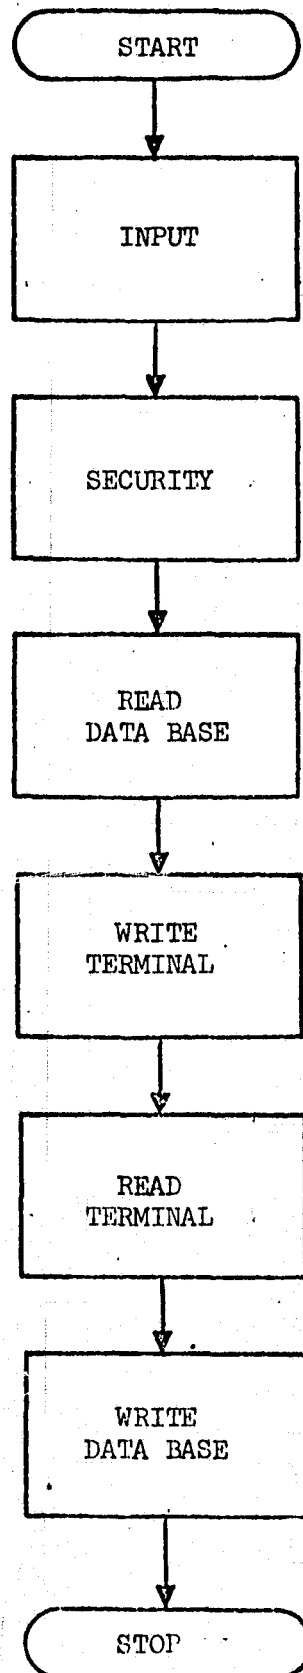 START
INPUT
SECURITY
READ
DATA BASE
WRITE
TERMINAL
READ
TERMINAL
WRITE
DATA BASE
STOP